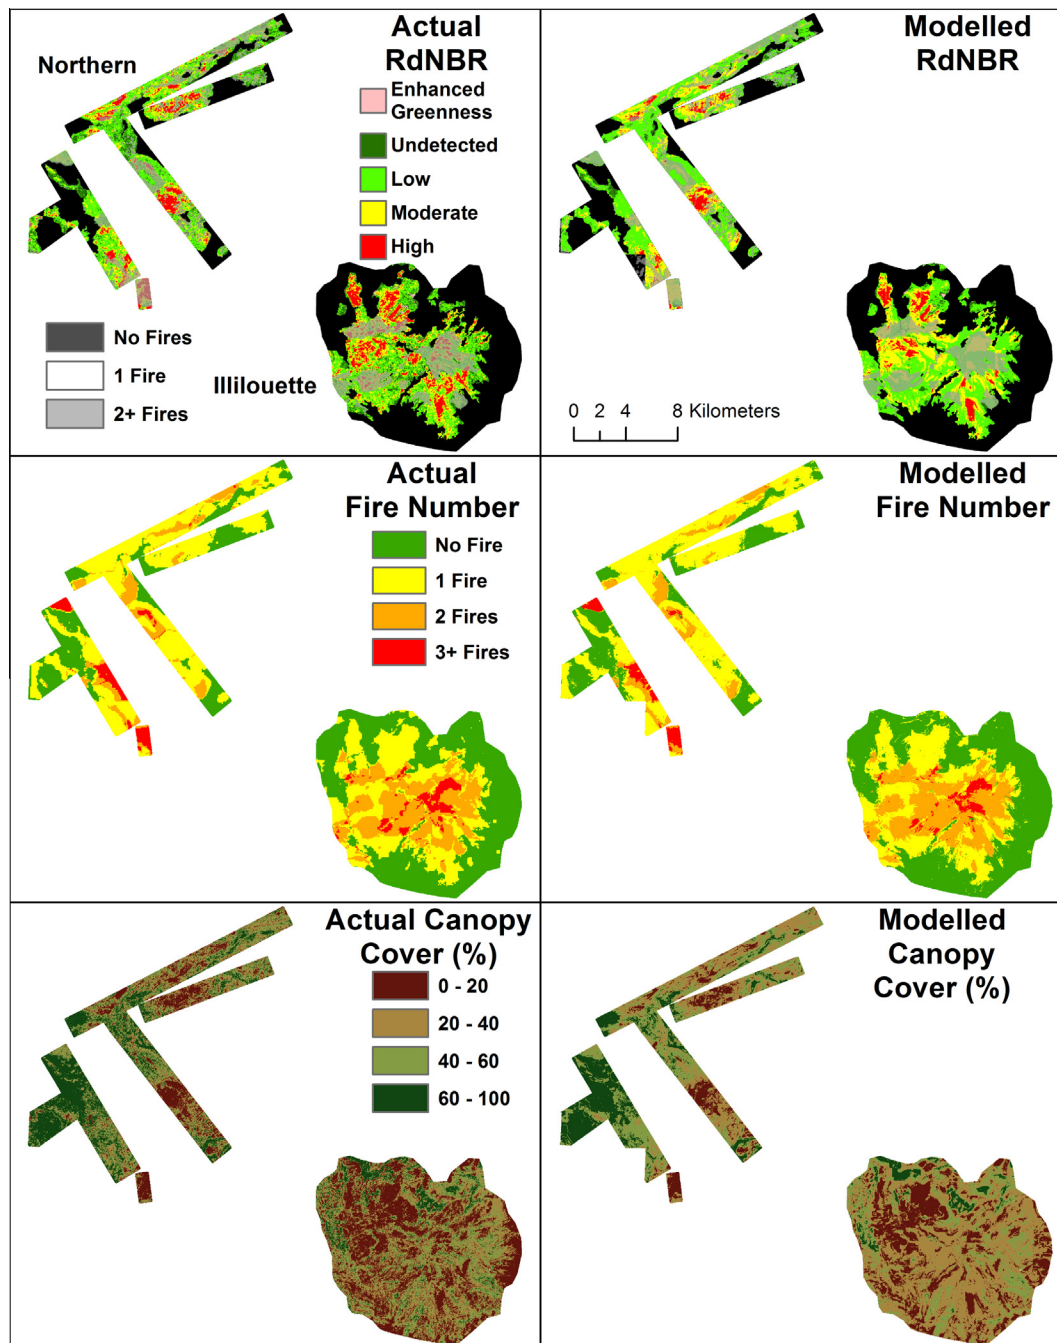 Actual
RdNBR
Northern
Enhanced
Greenness
Undetected
Low
Moderate
High
No Fires
1 Fire
2+ Fires
Illilouette
Modelled
RdNBR
0 2 4 8 Kilometers
Actual
Fire Number
No Fire
1 Fire
2 Fires
3+ Fires
Modelled
Fire Number
Actual Canopy
Cover (%)
0 - 20
20 - 40
40 - 60
60 - 100
Modelled
Canopy
Cover (%)